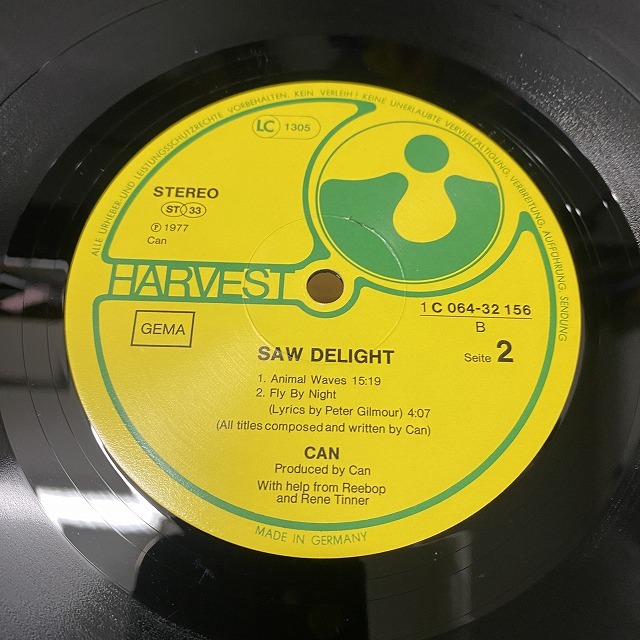 ALLE URHEBER- UND LEISTUNGSSCHUTZRECHTE VORBEHALTEN. KEIN VERLEIH! KEINE UNERLAUBTE VERVIELFÄLTIGUNG, VERBREITUNG, AUFFÜHRUNG, SENDUNG
LC 1305
STEREO
ST 33
℗ 1977
Can
HARVEST
1 C 064-32 156
B
GEMA
SAW DELIGHT
Seite 2
1. Animal Waves 15:19
2. Fly By Night
(Lyrics by Peter Gilmour) 4:07
(All titles composed and written by Can)
CAN
Produced by Can
With help from Reebop
and Rene Tinner
MADE IN GERMANY